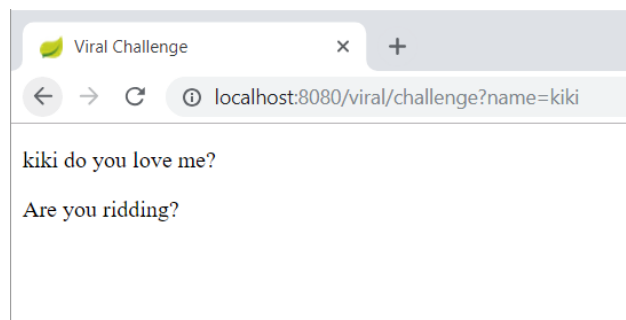 Viral Challenge
localhost:8080/viral/challenge?name=kiki
kiki do you love me?
Are you ridding?